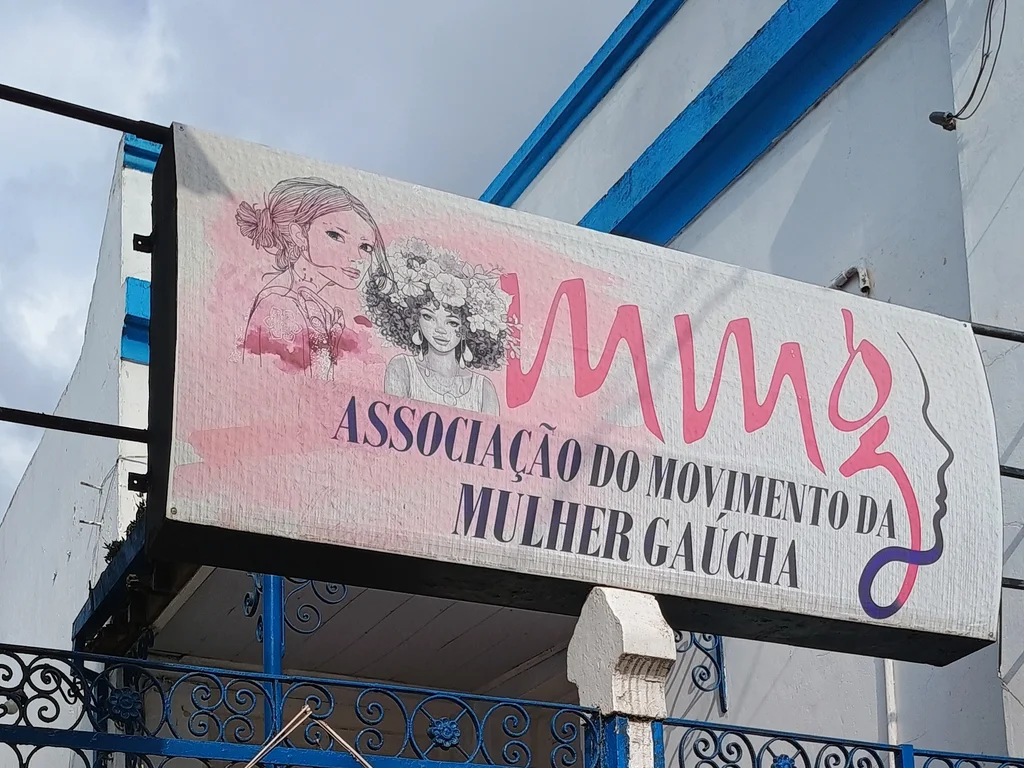 mmg
ASSOCIAÇÃO DO MOVIMENTO DA
MULHER GAÚCHA